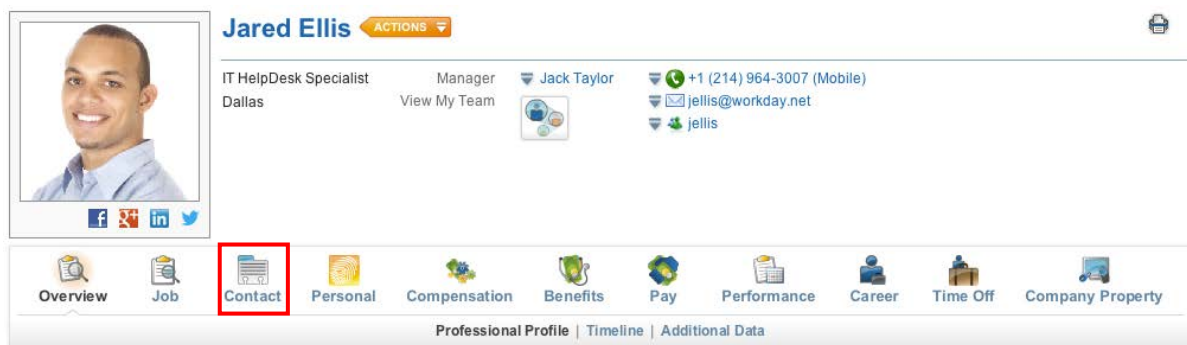 Jared Ellis ACTIONS
IT HelpDesk Specialist Manager Jack Taylor +1 (214) 964-3007 (Mobile)
Dallas View My Team jellis@workday.net
jellis
f g+ in
Overview Job Contact Personal Compensation Benefits Pay Performance Career Time Off Company Property
Professional Profile | Timeline | Additional Data